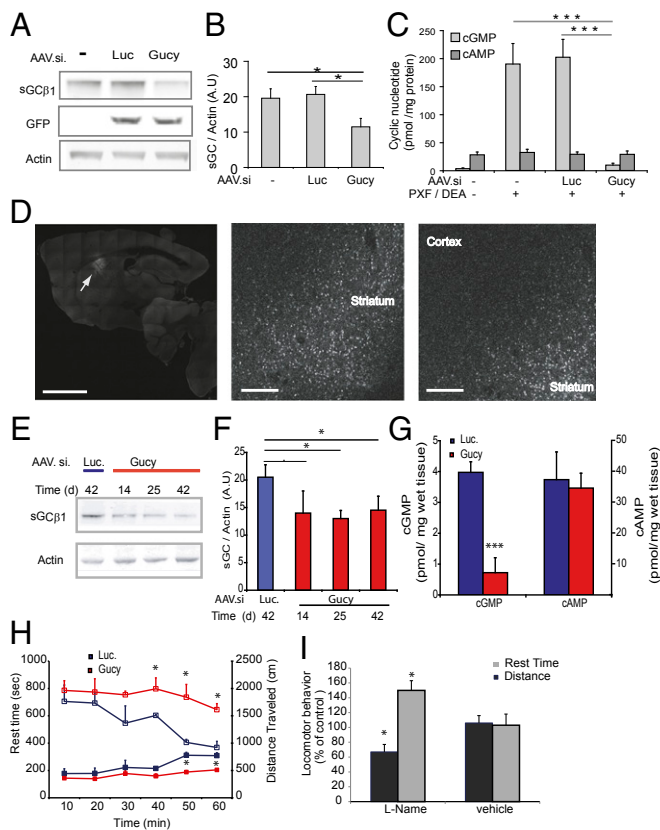 A
AAV.si. - Luc Gucy
sGCβ1
GFP
Actin
B
sGC / Actin (A.U)
30
20
10
0
* *
AAV.si - Luc Gucy
C
cGMP
cAMP
Cyclic nucleotide
(pmol /mg protein)
250
200
150
100
50
0
* * *
* * *
AAV.si - - Luc Gucy
PXF / DEA - + + +
D
Striatum
Cortex
Striatum
E
AAV. si. Luc. Gucy
Time (d) 42 14 25 42
sGCβ1
Actin
F
sGC / Actin (A.U)
25
20
15
10
5
0
*
*
AAV.si Luc. Gucy
Time (d) 42 14 25 42
G
Luc.
Gucy
cGMP
(pmol/ mg wet tissue)
5
4
3
2
1
0
***
cGMP cAMP
50
40
30
20
10
0
cAMP
(pmol/mg wet tissue)
H
Luc.
Gucy
Rest time (sec)
1000
800
600
400
200
0
* * *
* *
10 20 30 40 50 60
Time (min)
2500
2000
1500
1000
500
0
Distance Traveled (cm)
I
Rest Time
Distance
Locomotor behavior
(% of control)
180
160
140
120
100
80
60
40
20
0
* *
L-Name vehicle